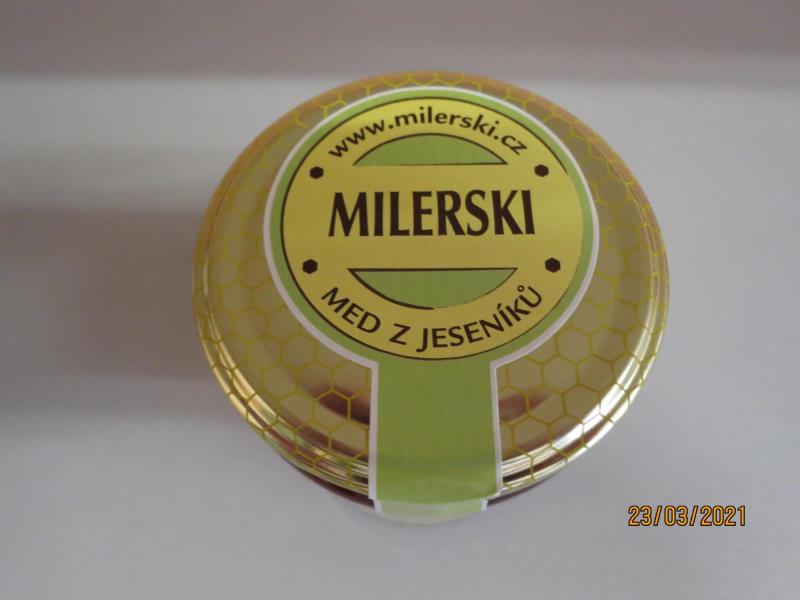 www.milerski.cz
MILERSKI
MED Z JESENÍKŮ
23/03/2021